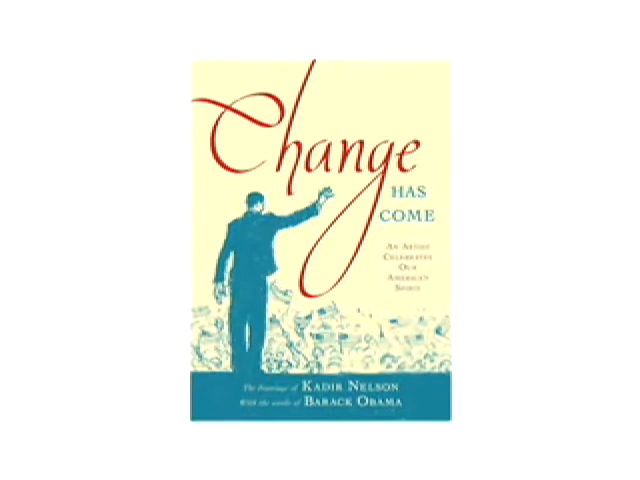 Change
HAS
COME
AN ARTIST
CELEBRATES
OUR
AMERICAN
SPIRIT
The drawings of KADIR NELSON
With the words of BARACK OBAMA